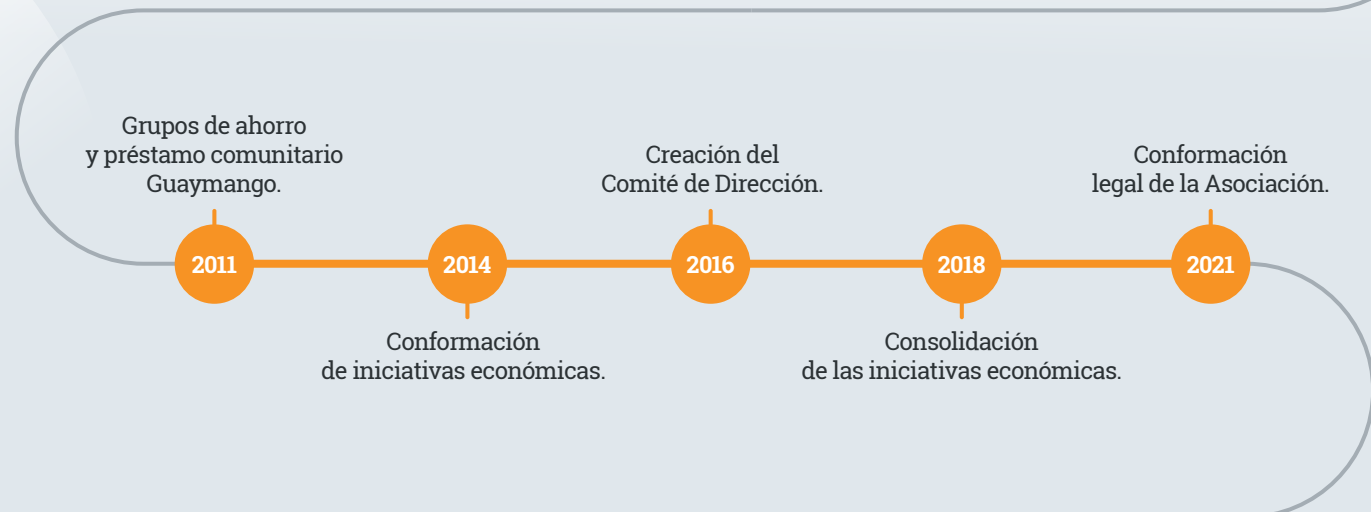 Grupos de ahorro
y préstamo comunitario
Guaymango.
2011
Conformación
de iniciativas económicas.
2014
Creación del
Comité de Dirección.
2016
Consolidación
de las iniciativas económicas.
2018
Conformación
legal de la Asociación.
2021